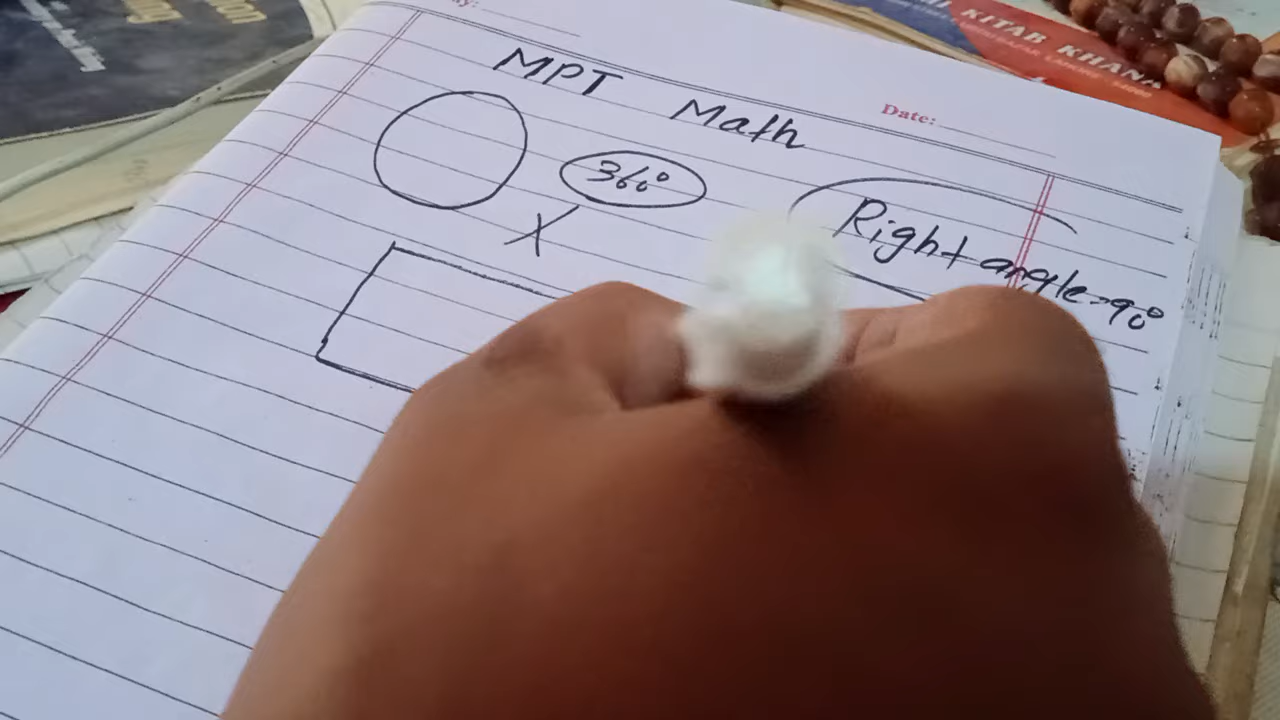 MPT Math
Date:
360°
X
Right angle = 90°
KITAB KHANA